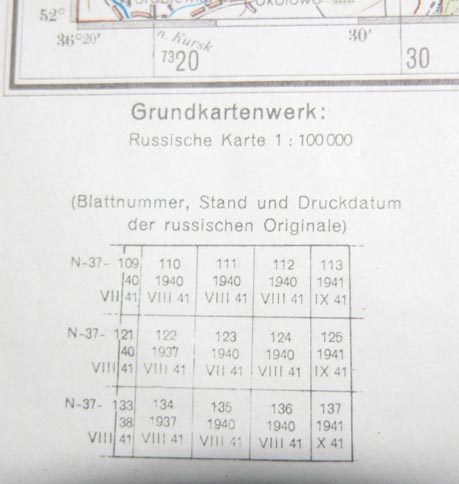 52°
36°20'
n. Kursk
7320
30'
30
Grundkartenwerk:
Russische Karte 1 : 100 000
(Blattnummer, Stand und Druckdatum
der russischen Originale)
N-37- 109 110 111 112 113
40 1940 1940 1940 1941
VII 41 VIII 41 VIII 41 VIII 41 IX 41
N-37- 121 122 123 124 125
40 1937 1940 1940 1941
VIII 41 VIII 41 VII 41 VIII 41 IX 41
N-37- 133 134 135 136 137
38 1937 1940 1940 1941
VIII 41 VIII 41 VIII 41 VIII 41 X 41